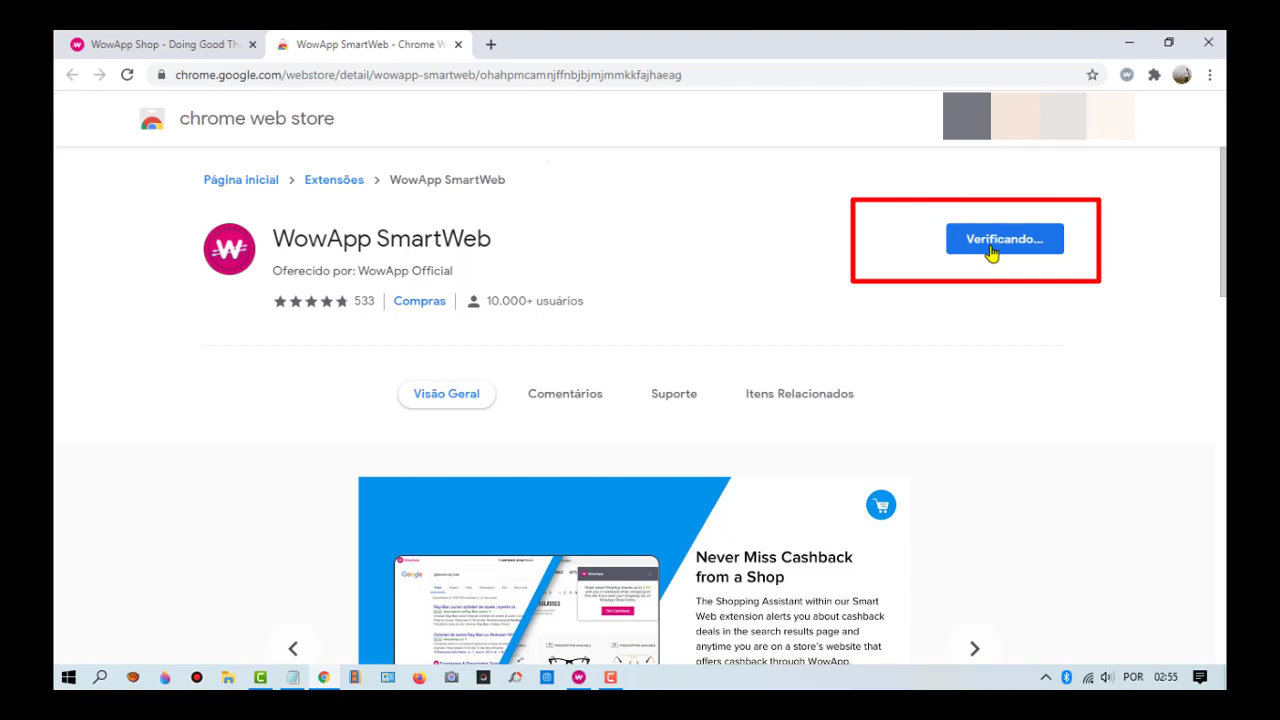 WowApp Shop - Doing Good Th
WowApp SmartWeb - Chrome W
chrome.google.com/webstore/detail/wowapp-smartweb/ohahpmcamnjffnbjbjmjmmkkfajhaeag
chrome web store
Página inicial > Extensões > WowApp SmartWeb
WowApp SmartWeb
Verificando...
Oferecido por: WowApp Official
533
Compras
10.000+ usuários
Visão Geral
Comentários
Suporte
Itens Relacionados
Never Miss Cashback
from a Shop
The Shopping Assistant within our Smart
Web extension alerts you about cashback
deals in the search results page and
anytime you are on a store's website
offers cashback through WowApp.
Google
POR
02:55